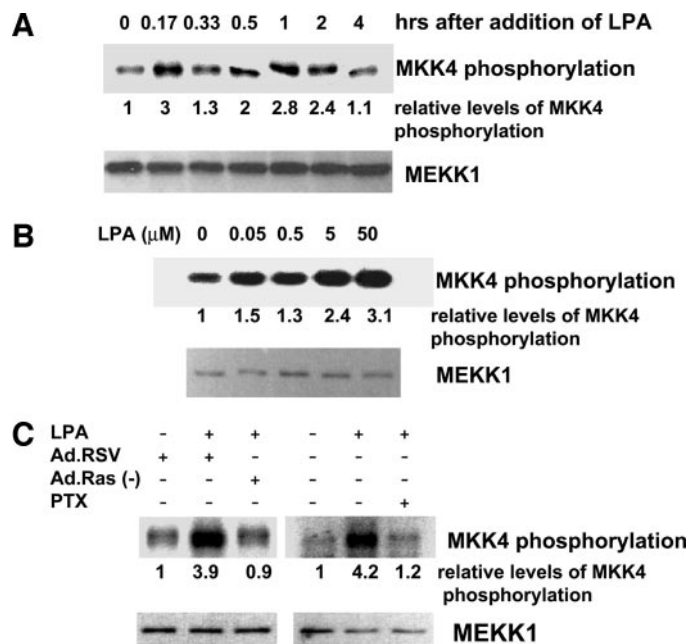 A
0 0.17 0.33 0.5 1 2 4 hrs after addition of LPA
MKK4 phosphorylation
1 3 1.3 2 2.8 2.4 1.1 relative levels of MKK4
phosphorylation
MEKK1
B
LPA (μM) 0 0.05 0.5 5 50
MKK4 phosphorylation
1 1.5 1.3 2.4 3.1 relative levels of MKK4
phosphorylation
MEKK1
C
LPA - + + - + +
Ad.RSV + + - - - -
Ad.Ras (-) - - + - - -
PTX - - - - - +
MKK4 phosphorylation
1 3.9 0.9 1 4.2 1.2 relative levels of MKK4
phosphorylation
MEKK1